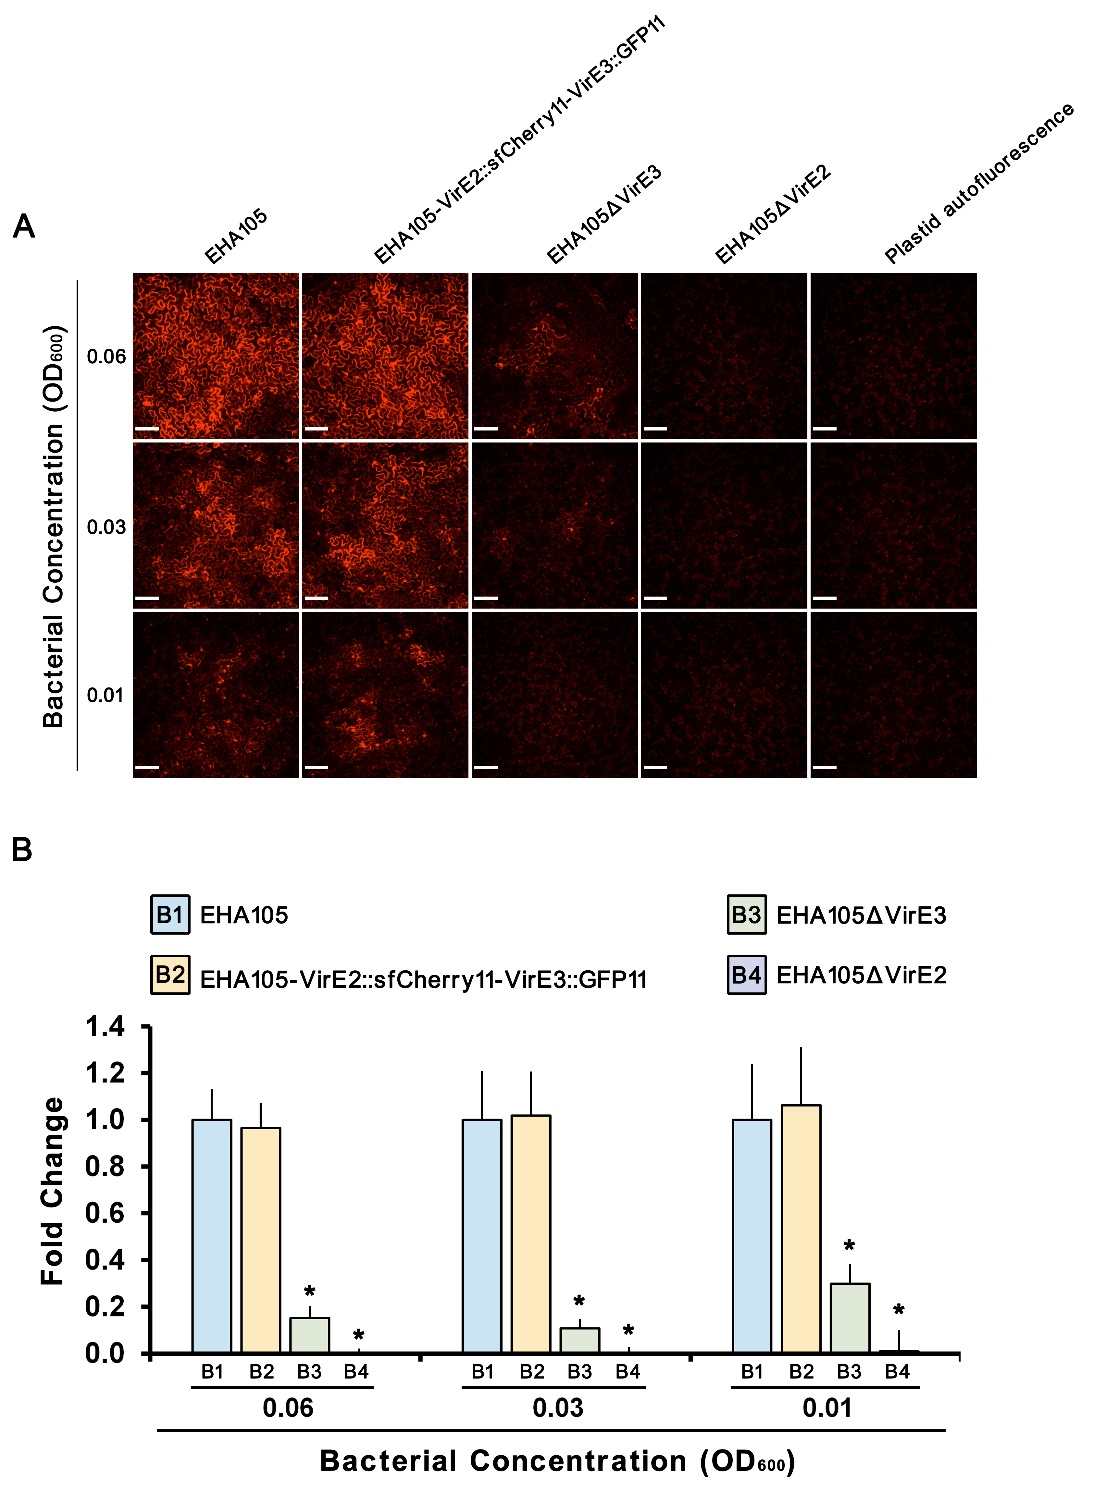 A
EHA105
EHA105-VirE2::sfCherry11-VirE3::GFP11
EHA105ΔVirE3
EHA105ΔVirE2
Plastid autofluorescence
Bacterial Concentration (OD600)
0.06
0.03
0.01
B
B1 EHA105
B2 EHA105-VirE2::sfCherry11-VirE3::GFP11
B3 EHA105ΔVirE3
B4 EHA105ΔVirE2
Fold Change
1.4
1.2
1.0
0.8
0.6
0.4
0.2
0.0
* * * * * *
B1 B2 B3 B4 B1 B2 B3 B4 B1 B2 B3 B4
0.06 0.03 0.01
Bacterial Concentration (OD600)